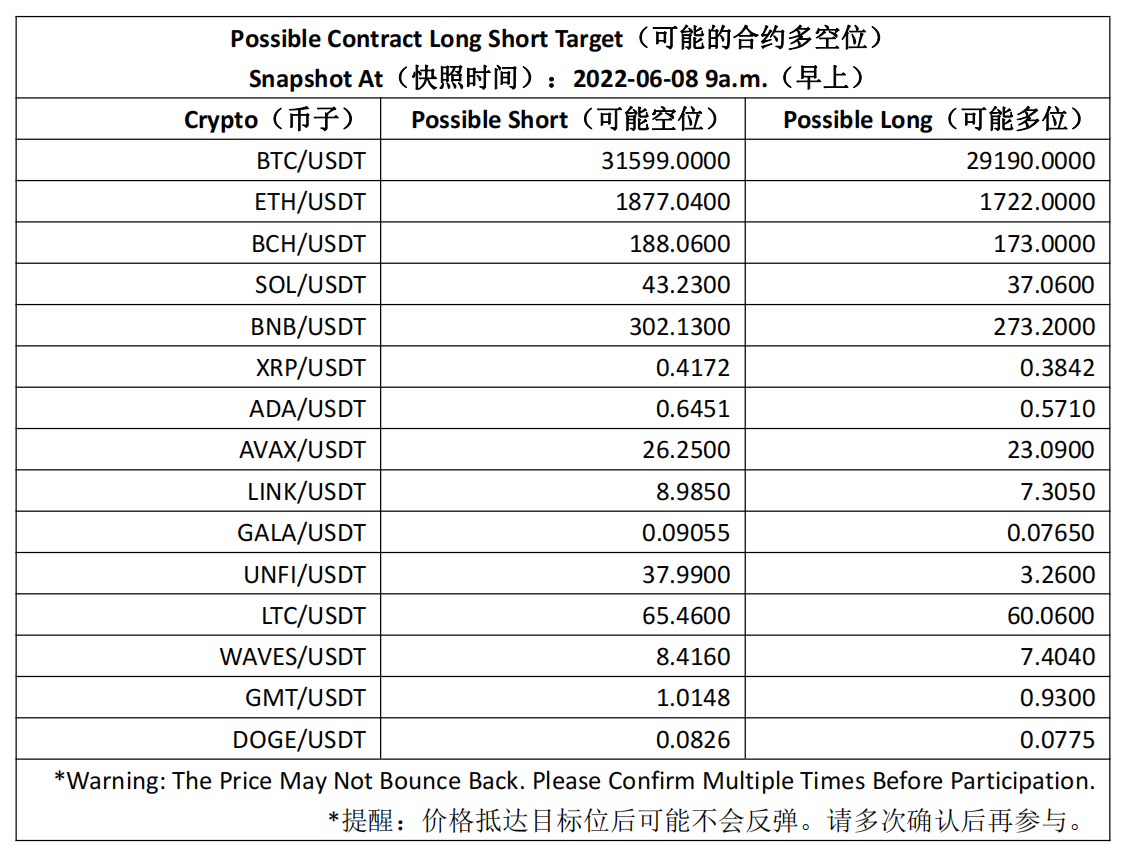 Possible Contract Long Short Target（可能的合约多空位）
Snapshot At（快照时间）：2022-06-08 9a.m.（早上）
Crypto（币子） Possible Short（可能空位） Possible Long（可能多位）
BTC/USDT 31599.0000 29190.0000
ETH/USDT 1877.0400 1722.0000
BCH/USDT 188.0600 173.0000
SOL/USDT 43.2300 37.0600
BNB/USDT 302.1300 273.2000
XRP/USDT 0.4172 0.3842
ADA/USDT 0.6451 0.5710
AVAX/USDT 26.2500 23.0900
LINK/USDT 8.9850 7.3050
GALA/USDT 0.09055 0.07650
UNFI/USDT 37.9900 3.2600
LTC/USDT 65.4600 60.0600
WAVES/USDT 8.4160 7.4040
GMT/USDT 1.0148 0.9300
DOGE/USDT 0.0826 0.0775
*Warning: The Price May Not Bounce Back. Please Confirm Multiple Times Before Participation.
*提醒：价格抵达目标位后可能不会反弹。请多次确认后再参与。